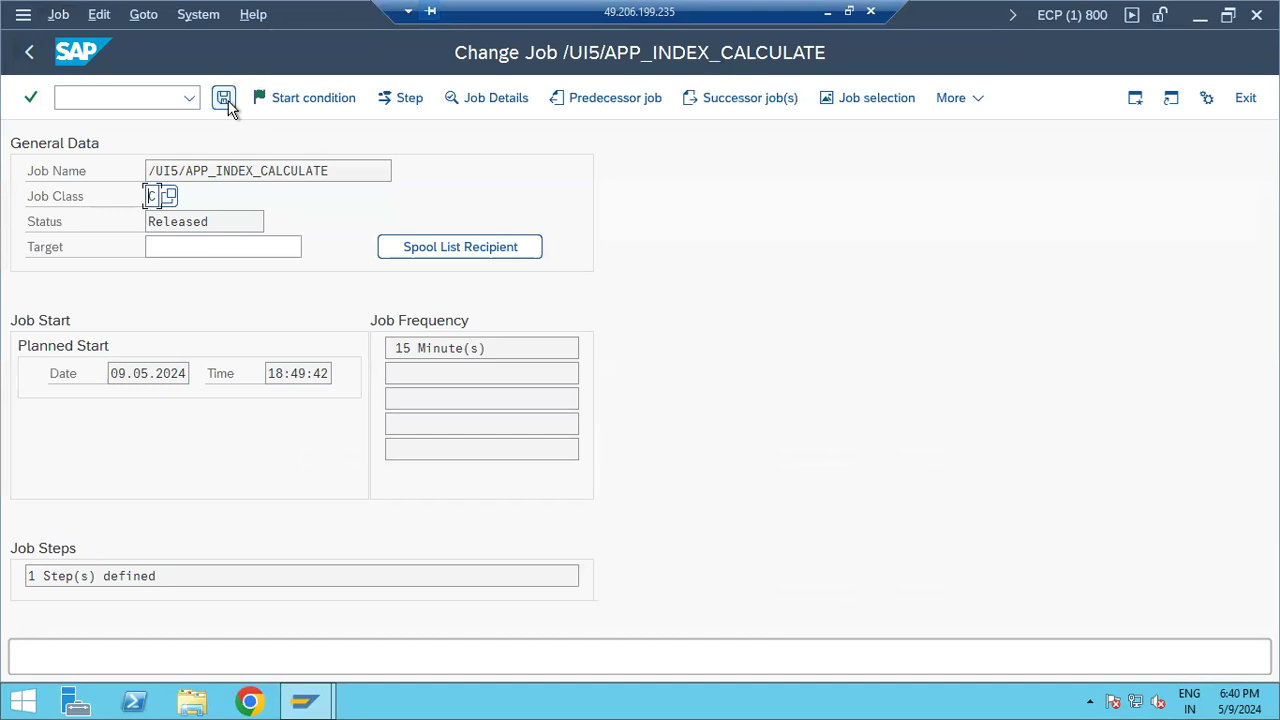 Job Edit Goto System Help 49.206.199.235 ECP (1) 800
SAP Change Job /UI5/APP_INDEX_CALCULATE
Start condition Step Job Details Predecessor job(s) Successor job(s) Job selection More Exit
General Data
Job Name /UI5/APP_INDEX_CALCULATE
Job Class C
Status Released
Target Spool List Recipient
Job Start Job Frequency
Planned Start 15 Minute(s)
Date 09.05.2024 Time 18:49:42
Job Steps
1 Step(s) defined
ENG 6:40 PM
IN 5/9/2024